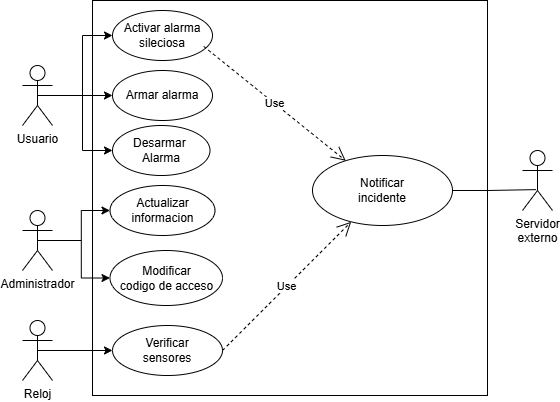 Activar alarma
sileciosa
Armar alarma
Usuario
Desarmar
Alarma
Use
Actualizar
informacion
Notificar
incidente
Servidor
externo
Administrador
Modificar
codigo de acceso
Use
Verificar
sensores
Reloj